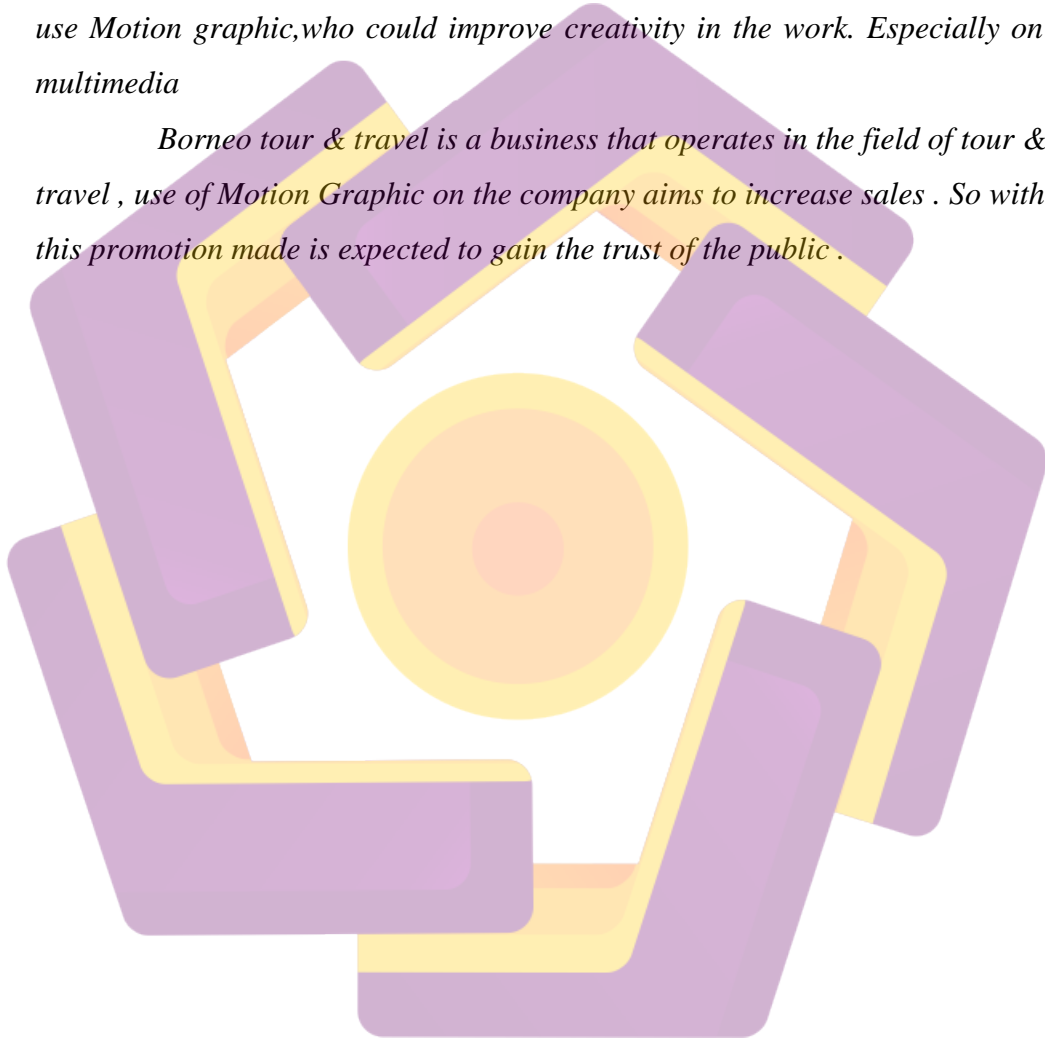 use Motion graphic,who could improve creativity in the work. Especially on
multimedia
Borneo tour & travel is a business that operates in the field of tour &
travel , use of Motion Graphic on the company aims to increase sales . So with
this promotion made is expected to gain the trust of the public .